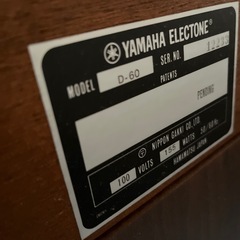 YAMAHA ELECTONE
MODEL D-60 SER.NO.
PATENTS
PENDING
NIPPON GAKKI CO.,LTD.
100 VOLTS 155 WATTS 50/60Hz
HAMAMATSU JAPAN